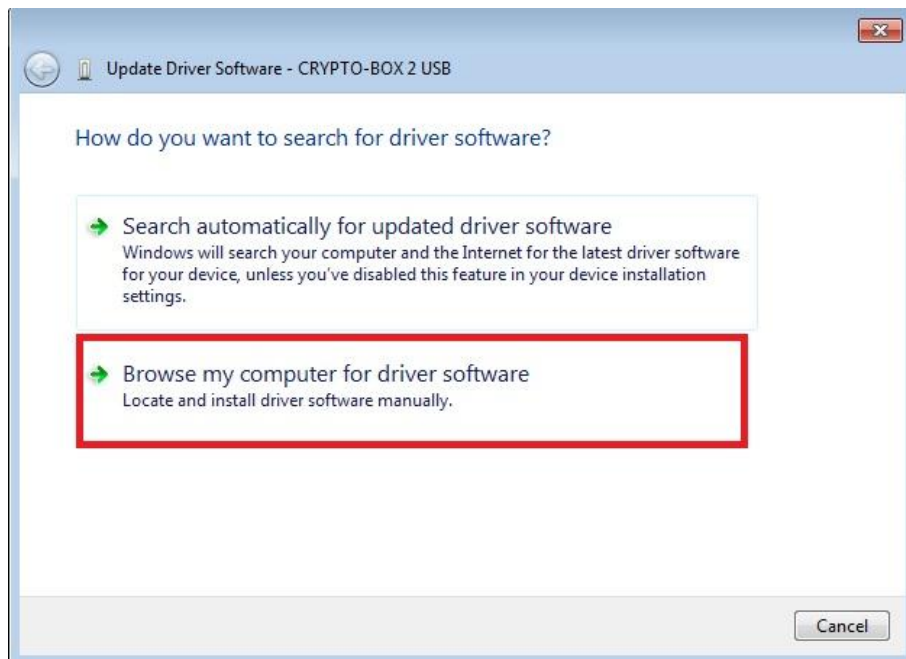 Update Driver Software - CRYPTO-BOX 2 USB
How do you want to search for driver software?
Search automatically for updated driver software
Windows will search your computer and the Internet for the latest driver software
for your device, unless you've disabled this feature in your device installation
settings.
Browse my computer for driver software
Locate and install driver software manually.
Cancel